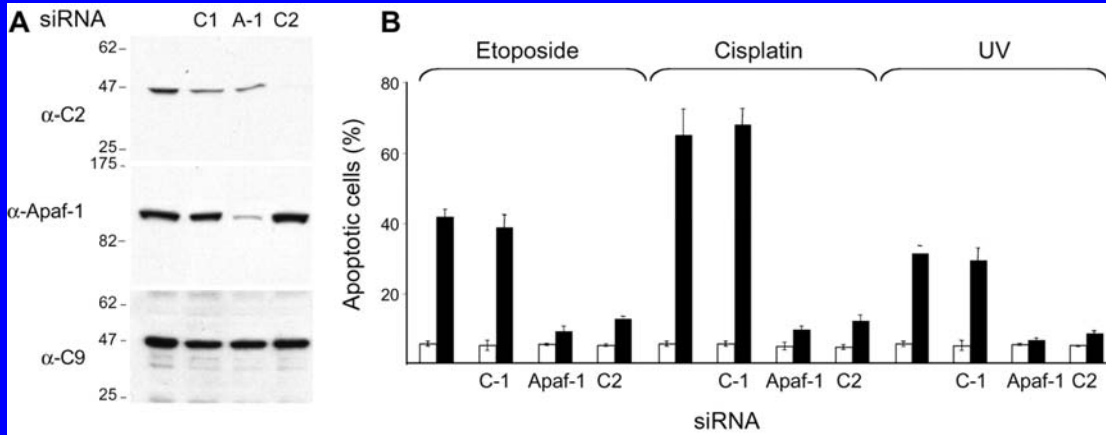 A
siRNA C1 A-1 C2
62-
47-
α-C2
25-
175-
α-Apaf-1
82-
62-
47-
α-C9
25-
B
Etoposide Cisplatin UV
80
60
40
20
Apoptotic cells (%)
C-1 Apaf-1 C2 C-1 Apaf-1 C2 C-1 Apaf-1 C2
siRNA